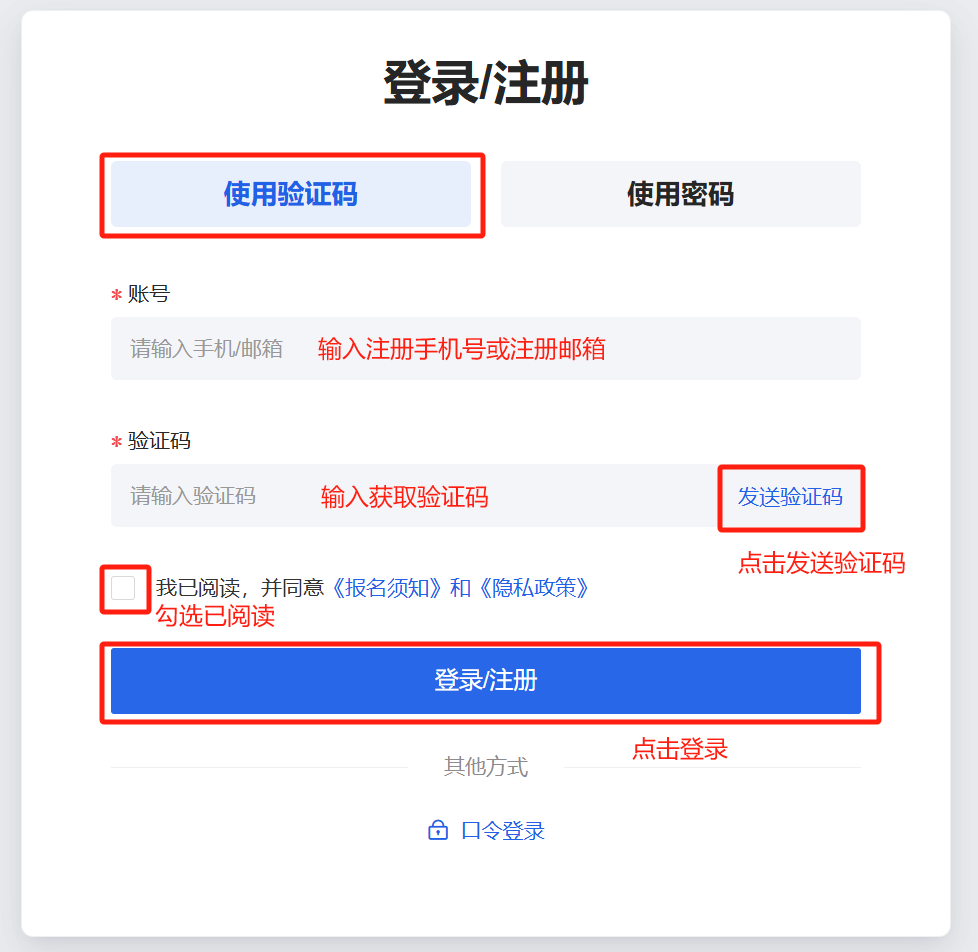 登录/注册
使用验证码 使用密码
* 账号
请输入手机/邮箱 输入注册手机号或注册邮箱
* 验证码
请输入验证码 输入获取验证码 发送验证码
点击发送验证码
我已阅读，并同意《报名须知》和《隐私政策》
勾选已阅读
登录/注册
点击登录
其他方式
口令登录